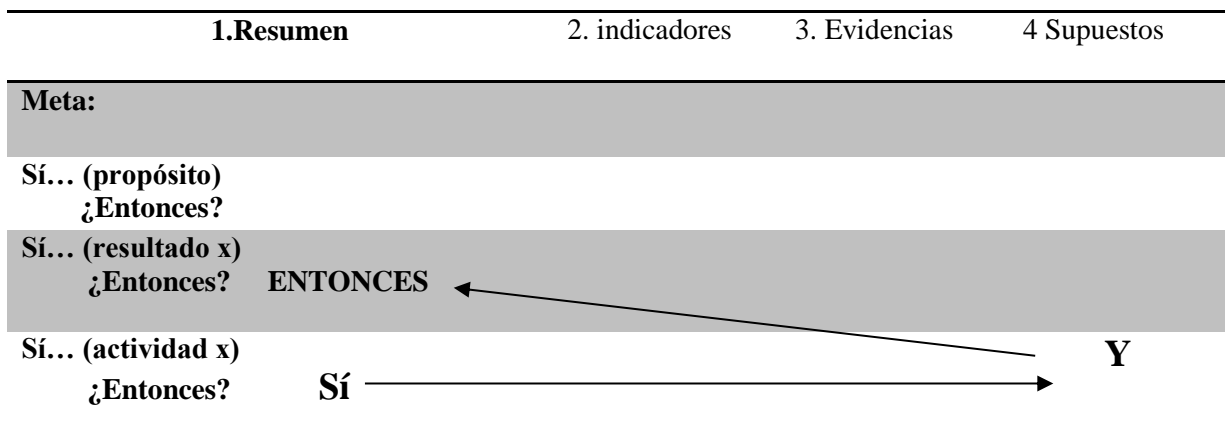 1.Resumen 2. indicadores 3. Evidencias 4 Supuestos
Meta:
Sí… (propósito)
¿Entonces?
Sí… (resultado x)
¿Entonces? ENTONCES
Sí… (actividad x) Y
¿Entonces? Sí